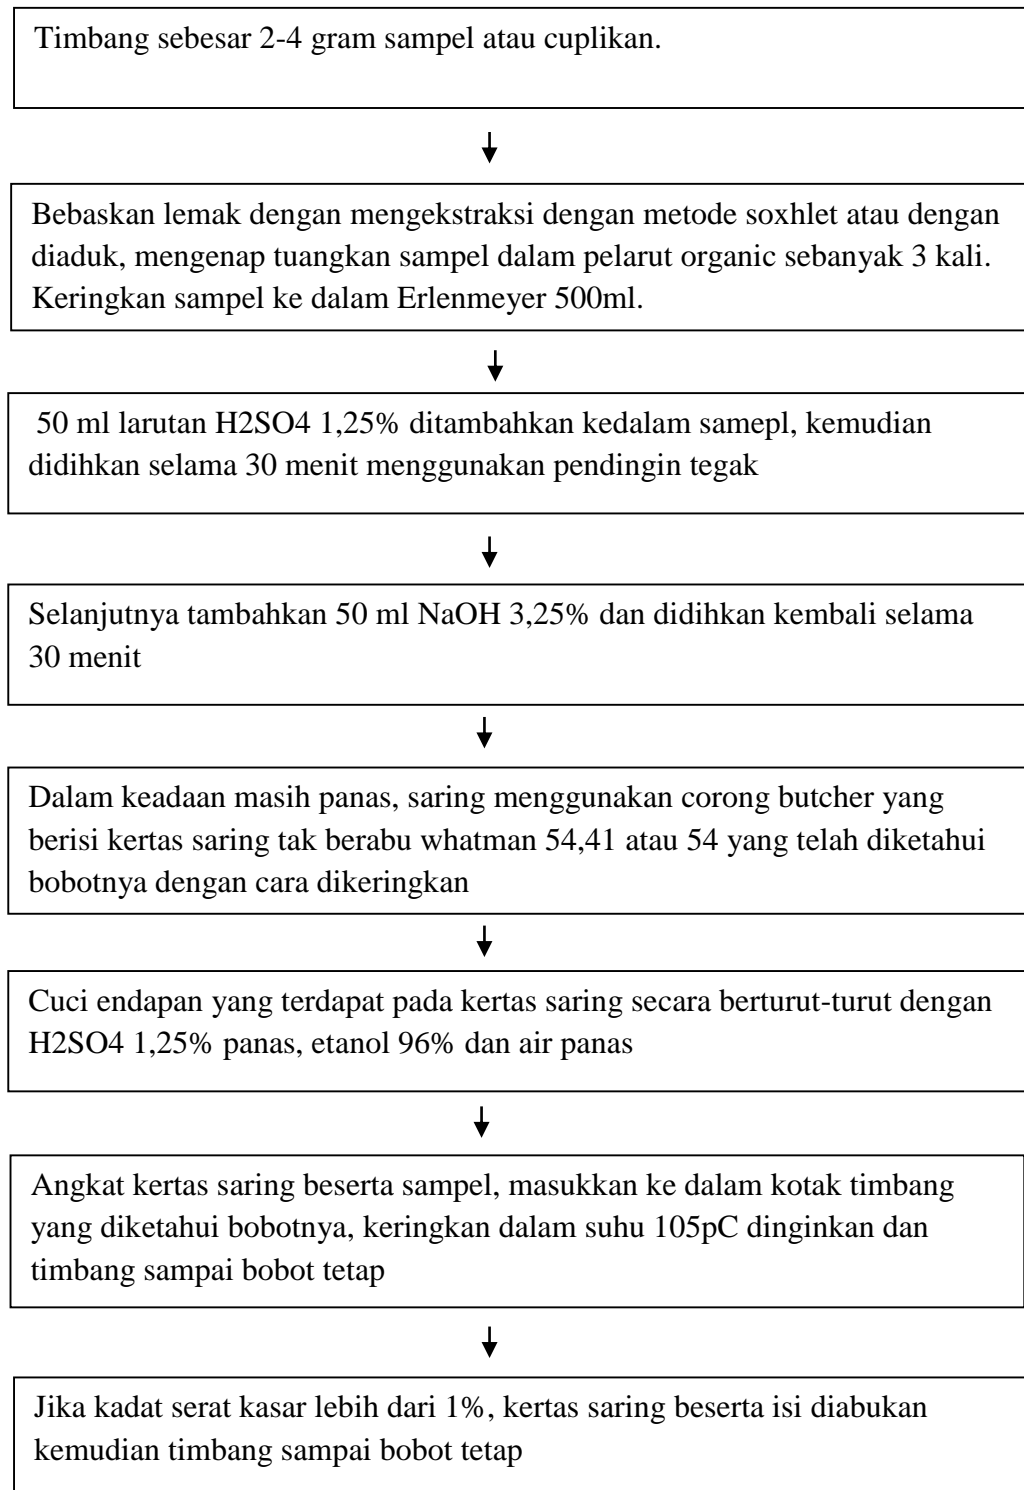 Timbang sebesar 2-4 gram sampel atau cuplikan.
Bebaskan lemak dengan mengekstraksi dengan metode soxhlet atau dengan
diaduk, mengenap tuangkan sampel dalam pelarut organic sebanyak 3 kali.
Keringkan sampel ke dalam Erlenmeyer 500ml.
50 ml larutan H2SO4 1,25% ditambahkan kedalam samepl, kemudian
didihkan selama 30 menit menggunakan pendingin tegak
Selanjutnya tambahkan 50 ml NaOH 3,25% dan didihkan kembali selama
30 menit
Dalam keadaan masih panas, saring menggunakan corong butcher yang
berisi kertas saring tak berabu whatman 54,41 atau 54 yang telah diketahui
bobotnya dengan cara dikeringkan
Cuci endapan yang terdapat pada kertas saring secara berturut-turut dengan
H2SO4 1,25% panas, etanol 96% dan air panas
Angkat kertas saring beserta sampel, masukkan ke dalam kotak timbang
yang diketahui bobotnya, keringkan dalam suhu 105pC dinginkan dan
timbang sampai bobot tetap
Jika kadat serat kasar lebih dari 1%, kertas saring beserta isi diabukan
kemudian timbang sampai bobot tetap